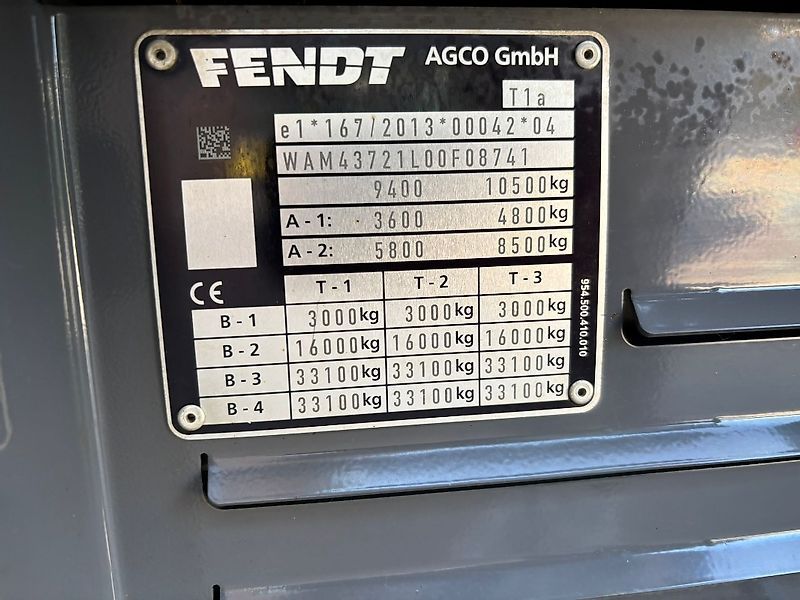 FENDT AGCO GmbH
T1a
e1*167/2013*00042*04
WAM43721L00F08741
9400 10500kg
A-1: 3600 4800kg
A-2: 5800 8500kg
CE T-1 T-2 T-3
B-1 3000kg 3000kg 3000kg
B-2 16000kg 16000kg 16000kg
B-3 33100kg 33100kg 33100kg
B-4 33100kg 33100kg 33100kg
954.500.410.010